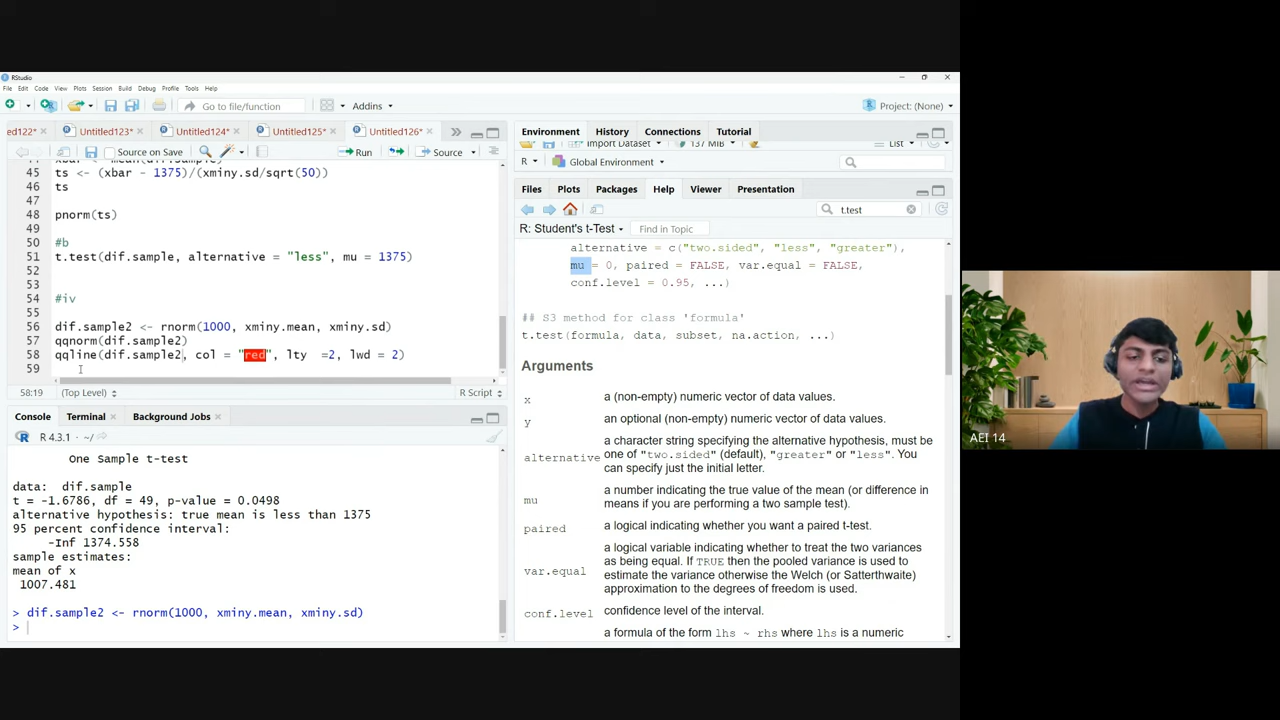 RStudio
File Edit Code View Plots Session Build Debug Profile Tools Help
Go to file/function
Addins
Project: (None)
ed122*
Untitled123*
Untitled124*
Untitled125*
Untitled126*
Source on Save
Run
Source
44 xbar <- mean(dif.sample)
45 ts <- (xbar - 1375)/(xminy.sd/sqrt(50))
46 ts
47
48 pnorm(ts)
49
50 #b
51 t.test(dif.sample, alternative = "less", mu = 1375)
52
53
54 #iv
55
56 dif.sample2 <- rnorm(1000, xminy.mean, xminy.sd)
57 qqnorm(dif.sample2)
58 qqline(dif.sample2, col = "red", lty =2, lwd = 2)
59
58:19 (Top Level) R Script
Console Terminal Background Jobs
R 4.3.1 · ~/
One Sample t-test
data: dif.sample
t = -1.6786, df = 49, p-value = 0.0498
alternative hypothesis: true mean is less than 1375
95 percent confidence interval:
-Inf 1374.558
sample estimates:
mean of x
1007.481
> dif.sample2 <- rnorm(1000, xminy.mean, xminy.sd)
>
Environment History Connections Tutorial
Import Dataset 137 MiB List
R Global Environment
Files Plots Packages Help Viewer Presentation
t.test
R: Student's t-Test Find in Topic
alternative = c("two.sided", "less", "greater"),
mu = 0, paired = FALSE, var.equal = FALSE,
conf.level = 0.95, ...)
## S3 method for class 'formula'
t.test(formula, data, subset, na.action, ...)
Arguments
x a (non-empty) numeric vector of data values.
y an optional (non-empty) numeric vector of data values.
alternative a character string specifying the alternative hypothesis, must be
one of "two.sided" (default), "greater" or "less". You
can specify just the initial letter.
mu a number indicating the true value of the mean (or difference in
means if you are performing a two sample test).
paired a logical indicating whether you want a paired t-test.
var.equal a logical variable indicating whether to treat the two variances
as being equal. If TRUE then the pooled variance is used to
estimate the variance otherwise the Welch (or Satterthwaite)
approximation to the degrees of freedom is used.
conf.level confidence level of the interval.
a formula of the form lhs ~ rhs where lhs is a numeric
AEI 14